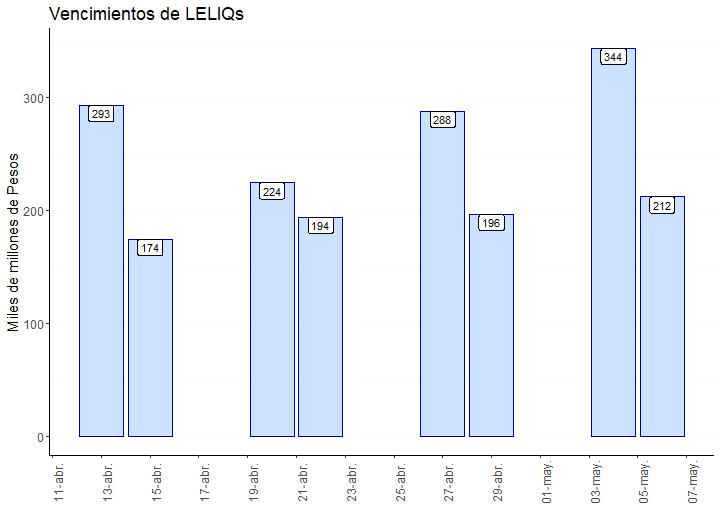 Vencimientos de LELIQs
Miles de millones de Pesos
300
200
100
0
293
174
224
194
288
196
344
212
11-abr.
13-abr.
15-abr.
17-abr.
19-abr.
21-abr.
23-abr.
25-abr.
27-abr.
29-abr.
01-may.
03-may.
05-may.
07-may.